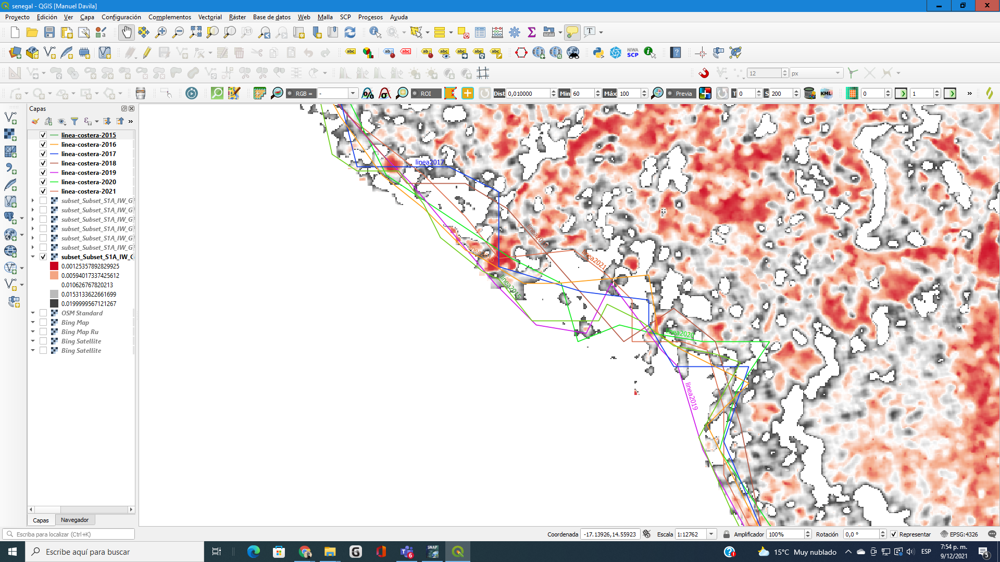 senegal - QGIS [Manuel Davila]
Proyecto Edición Ver Capa Configuración Complementos Vectorial Ráster Base de datos Web Malla SCP Procesos Ayuda
NIWA
SCP
12 px
RGB = - ROI Dist 0,010000 Min 60 Máx 100 Previa T 0 S 200 KML 0 1 »
Capas
linea-costera-2015
linea-costera-2016
linea-costera-2017
linea-costera-2018
linea-costera-2019
linea-costera-2020
linea-costera-2021
subset_Subset_S1A_IW_G
subset_Subset_S1A_IW_G
subset_Subset_S1A_IW_G
subset_Subset_S1A_IW_G
subset_Subset_S1A_IW_G
subset_Subset_S1A_IW_G
subset_Subset_S1A_IW_G
0.00125357892829925
0.00594017337425612
0.010626767820213
0.0153133622661699
0.0199999567121267
OSM Standard
Bing Map
Bing Map Ru
Bing Satellite
Bing Satellite
Capas Navegador
linea2017
linea2021
linea2015
linea2020
linea2019
Escriba para localizar (Ctrl+K)
Coordenada -17.13926,14.55923 Escala 1:12762 Amplificador 100% Rotación 0,0 ° Representar EPSG:4326
Escribe aquí para buscar
SNAP
6
15°C Muy nublado ESP
7:54 p. m.
9/12/2021
5